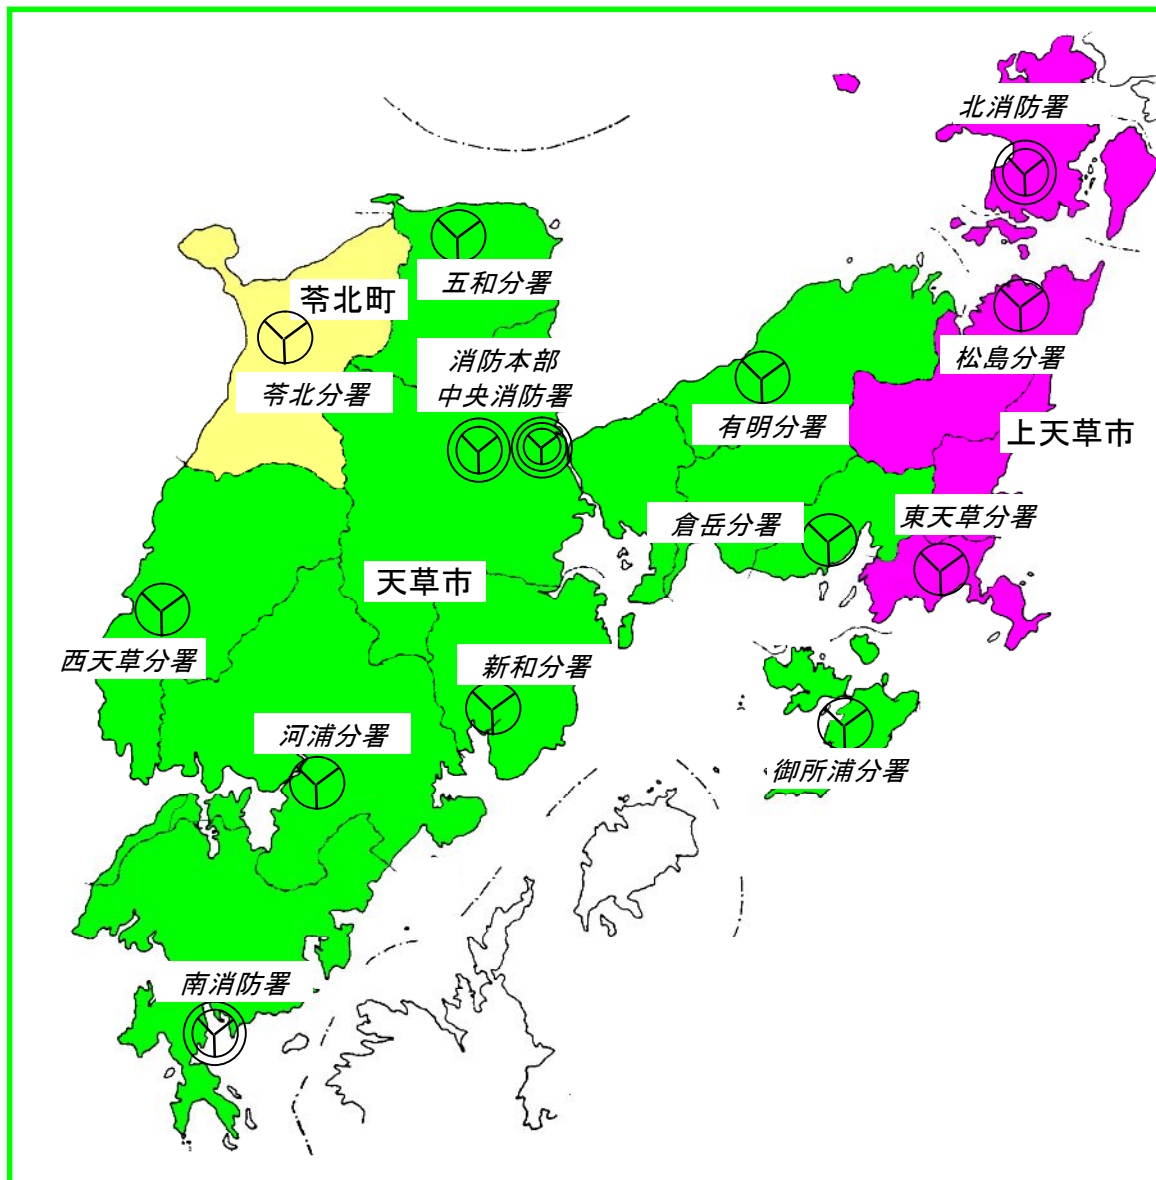 北消防署
五和分署
苓北町
消防本部
中央消防署
松島分署
苓北分署
有明分署
上天草市
倉岳分署
東天草分署
天草市
西天草分署
新和分署
河浦分署
御所浦分署
南消防署